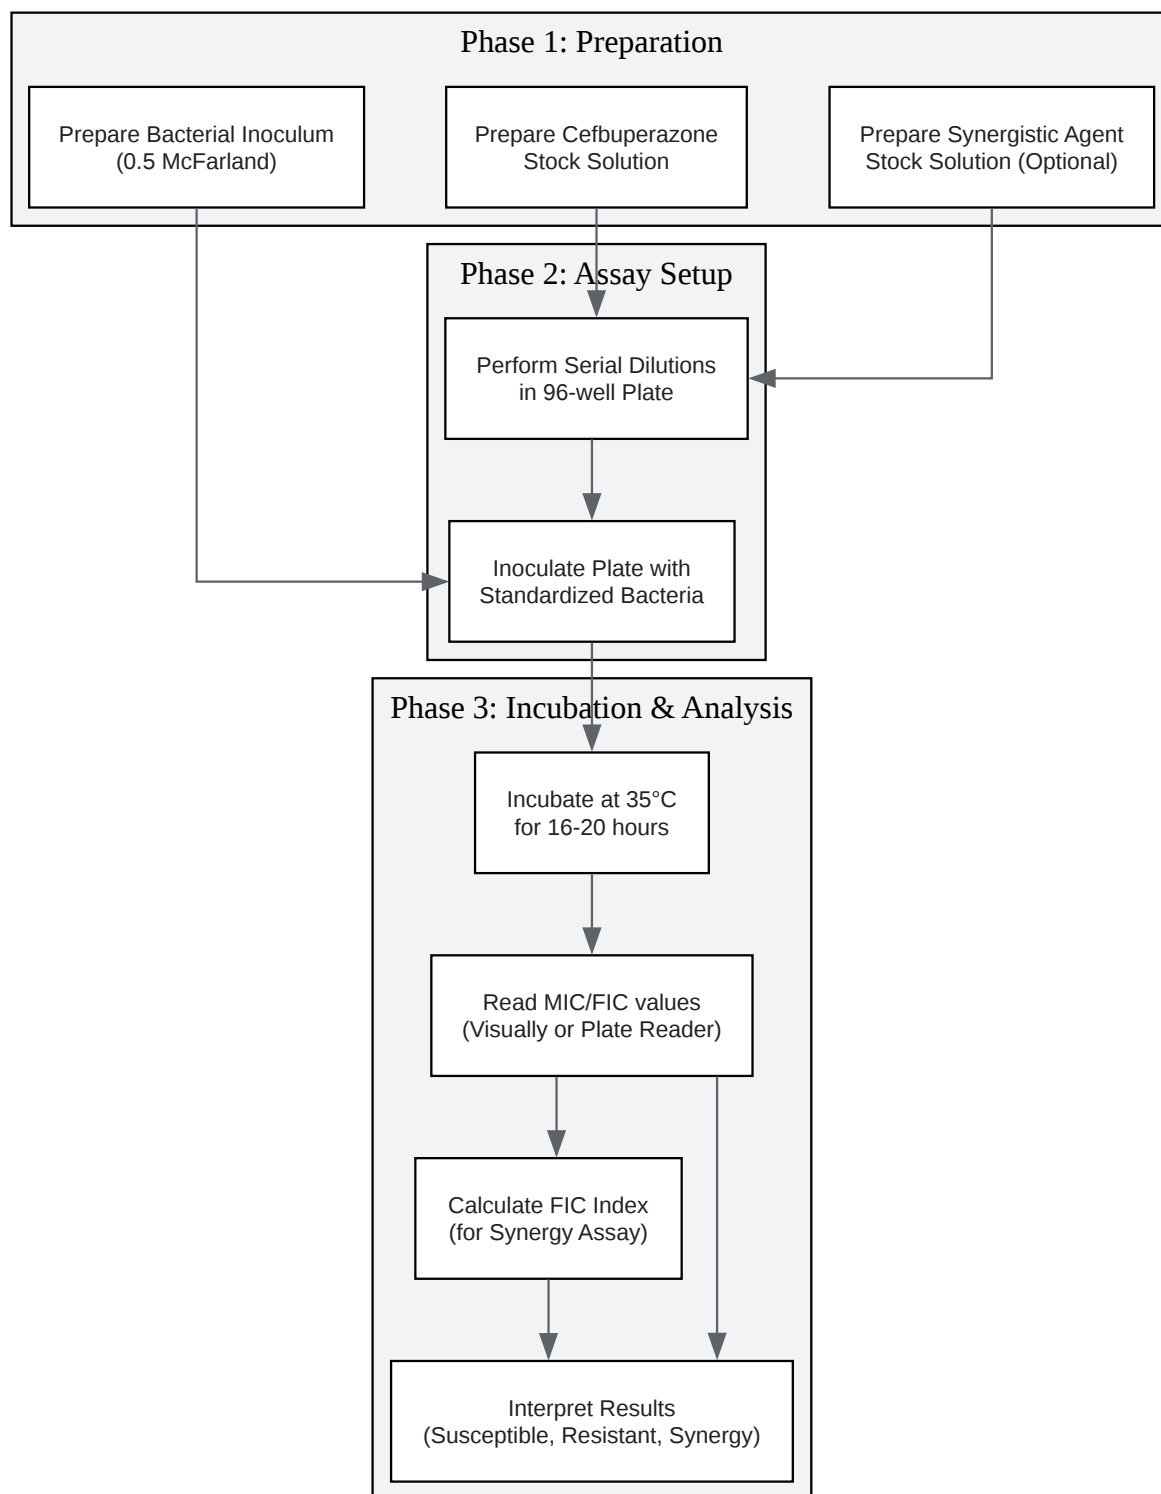 Phase 1: Preparation
Prepare Bacterial Inoculum
(0.5 McFarland)
Prepare Cefbuperazone
Stock Solution
Prepare Synergistic Agent
Stock Solution (Optional)
Phase 2: Assay Setup
Perform Serial Dilutions
in 96-well Plate
Inoculate Plate with
Standardized Bacteria
Phase 3: Incubation & Analysis
Incubate at 35°C
for 16-20 hours
Read MIC/FIC values
(Visually or Plate Reader)
Calculate FIC Index
(for Synergy Assay)
Interpret Results
(Susceptible, Resistant, Synergy)